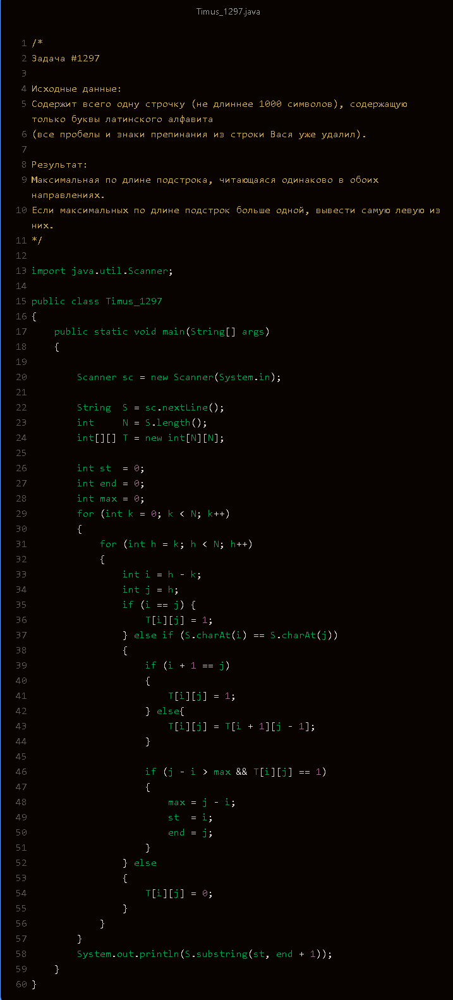 Timus_1297.java
1 /*
2 Задача #1297
3
4 Исходные данные:
5 Содержит всего одну строчку (не длиннее 1000 символов), содержащую
только буквы латинского алфавита
6 (все пробелы и знаки препинания из строки Вася уже удалил).
7
8 Результат:
9 Максимальная по длине подстрока, читающаяся одинаково в обоих
направлениях.
10 Если максимальных по длине подстрок больше одной, вывести самую левую из
них.
11 */
12
13 import java.util.Scanner;
14
15 public class Timus_1297
16 {
17     public static void main(String[] args)
18     {
19
20         Scanner sc = new Scanner(System.in);
21
22         String  S = sc.nextLine();
23         int     N = S.length();
24         int[][] T = new int[N][N];
25
26         int st  = 0;
27         int end = 0;
28         int max = 0;
29         for (int k = 0; k < N; k++)
30         {
31             for (int h = k; h < N; h++)
32             {
33                 int i = h - k;
34                 int j = h;
35                 if (i == j) {
36                     T[i][j] = 1;
37                 } else if (S.charAt(i) == S.charAt(j))
38                 {
39                     if (i + 1 == j)
40                     {
41                         T[i][j] = 1;
42                     } else{
43                         T[i][j] = T[i + 1][j - 1];
44                     }
45
46                     if (j - i > max && T[i][j] == 1)
47                     {
48                         max = j - i;
49                         st  = i;
50                         end = j;
51                     }
52                 } else
53                 {
54                     T[i][j] = 0;
55                 }
56             }
57         }
58         System.out.println(S.substring(st, end + 1));
59     }
60 }